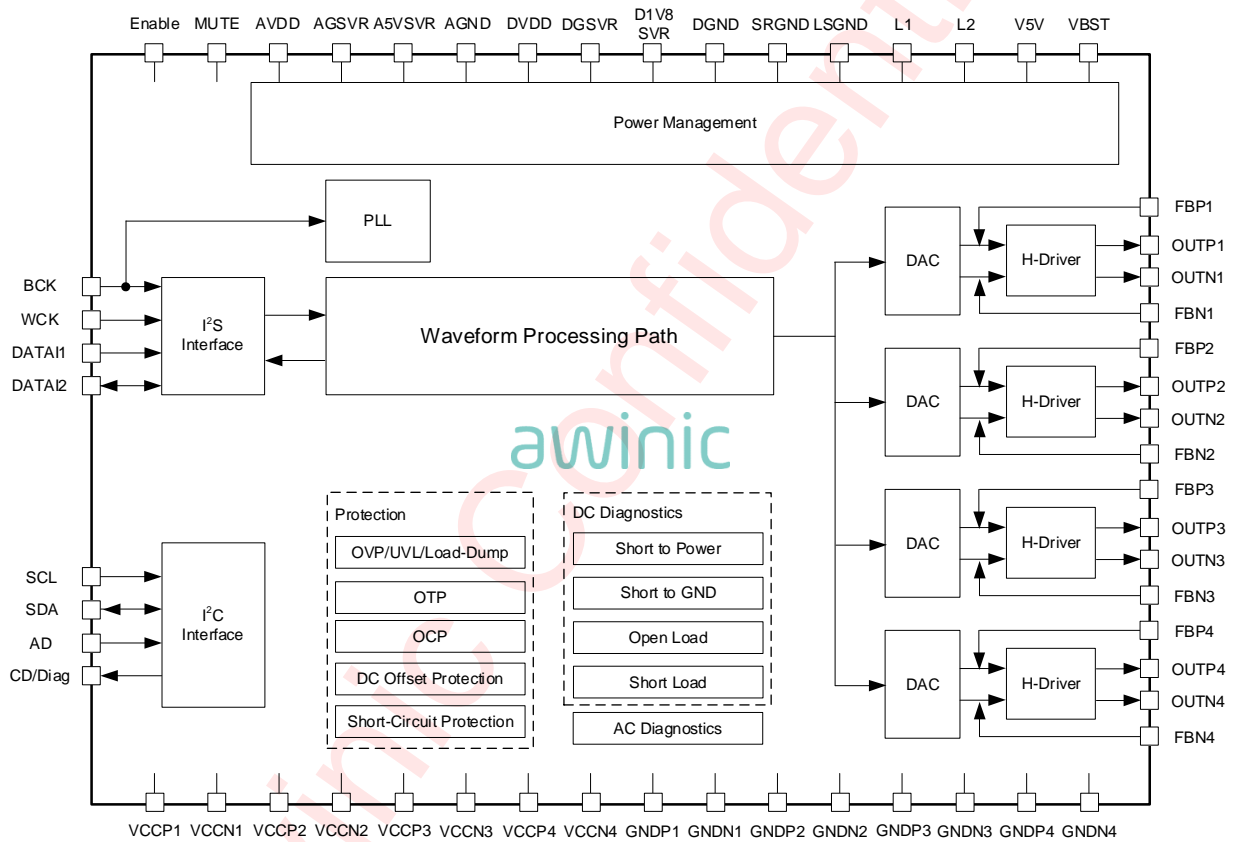 Enable MUTE AVDD AGSVR A5VSVR AGND DVDD DGSVR D1V8 SVR DGND SRGND LSGND L1 L2 V5V VBST
Power Management
PLL
BCK
WCK
DATAI1
DATAI2
I²S
Interface
Waveform Processing Path
DAC
H-Driver
FBP1
OUTP1
OUTN1
FBN1
DAC
H-Driver
FBP2
OUTP2
OUTN2
FBN2
DAC
H-Driver
FBP3
OUTP3
OUTN3
FBN3
DAC
H-Driver
FBP4
OUTP4
OUTN4
FBN4
awinic
SCL
SDA
AD
CD/Diag
I²C
Interface
Protection
OVP/UVL/Load-Dump
OTP
OCP
DC Offset Protection
Short-Circuit Protection
DC Diagnostics
Short to Power
Short to GND
Open Load
Short Load
AC Diagnostics
VCCP1 VCCN1 VCCP2 VCCN2 VCCP3 VCCN3 VCCP4 VCCN4 GNDP1 GNDN1 GNDP2 GNDN2 GNDP3 GNDN3 GNDP4 GNDN4
winic Confidenti